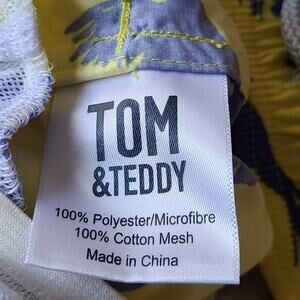 TOM
&TEDDY
100% Polyester/Microfibre
100% Cotton Mesh
Made in China